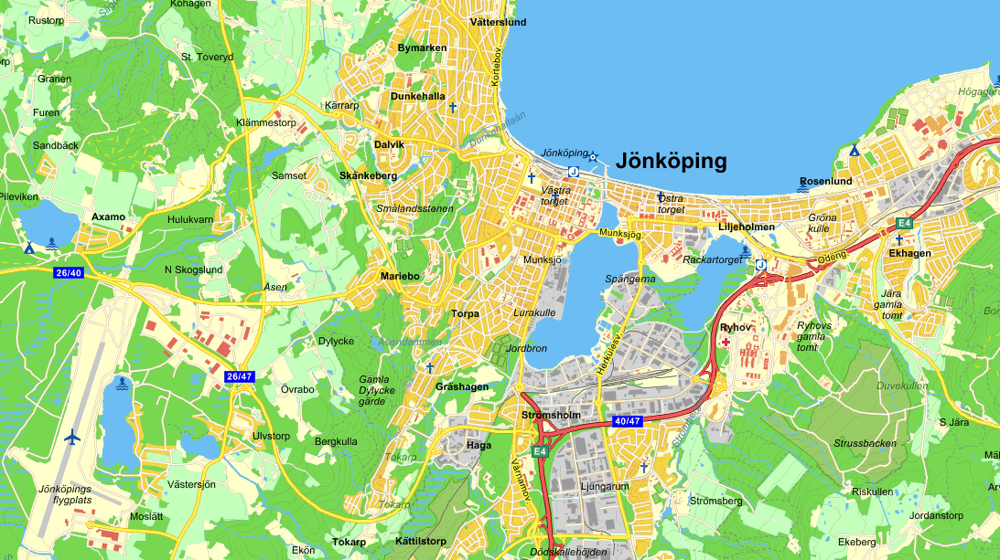 Kohagen
Rustorp
Vätterslund
Bymarken
St. Toveryd
Kortebov.
Granen
Högagärd
Dunkehalla
Kärrarp
Furen
Klämmestorp
Dunkehallaån
Sandbäck
Dalvik
Jönköping
Jönköping
Samset
Skänkeberg
Rosenlund
Västra
torget
Östra
torget
Pileviken
Smålandsstenen
Axamo
Hulukvarn
Gröna
kulle
E4
Liljeholmen
Munksjög.
Ekhagen
Odeng.
Rackartorget
Munksjö
26/40
N Skogslund
Mariebo
Spångerna
Åsen
Jära
gamla
tomt
Torpa
Lurakulle
Ryhov
Ryhovs
gamla
tomt
Dylycke
Åsendammen
Jordbron
Herkulesv.
26/47
Gamla
Dylycke
gärde
Gräshagen
Övrabo
Duvekullen
Strömsholm
40/47
S Jära
Ulvstorp
Bergkulla
Haga
E4
Strussbacken
Tokarp
Värnamov.
Västersjön
Ljungarum
Jönköpings
flygplats
Riskullen
Tokarp
Strömsberg
Moslätt
Jordanstorp
Tokarp
Kättilstorp
Ekeberg
Ekön
Dödskallehöjden